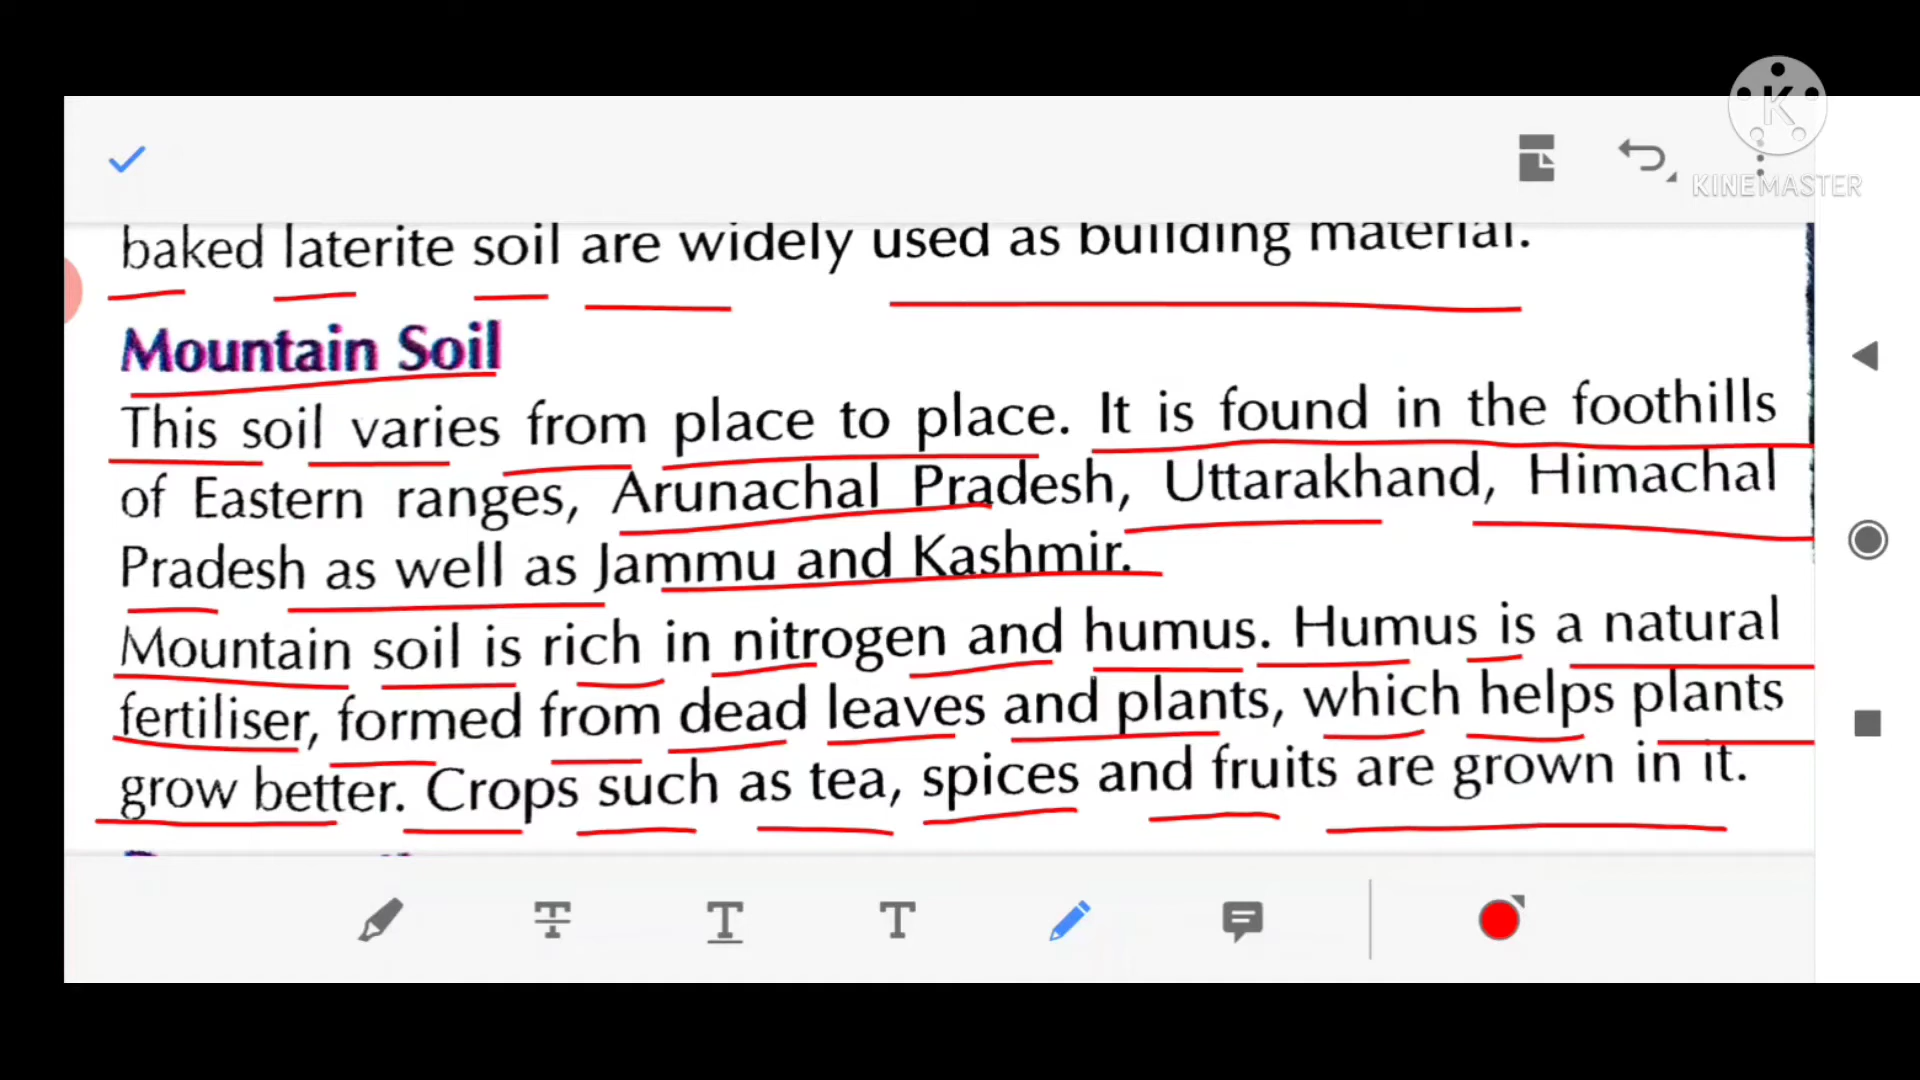 K
KINEMASTER
baked laterite soil are widely used as building material.
Mountain Soil
This soil varies from place to place. It is found in the foothills
of Eastern ranges, Arunachal Pradesh, Uttarakhand, Himachal
Pradesh as well as Jammu and Kashmir.
Mountain soil is rich in nitrogen and humus. Humus is a natural
fertiliser, formed from dead leaves and plants, which helps plants
grow better. Crops such as tea, spices and fruits are grown in it.